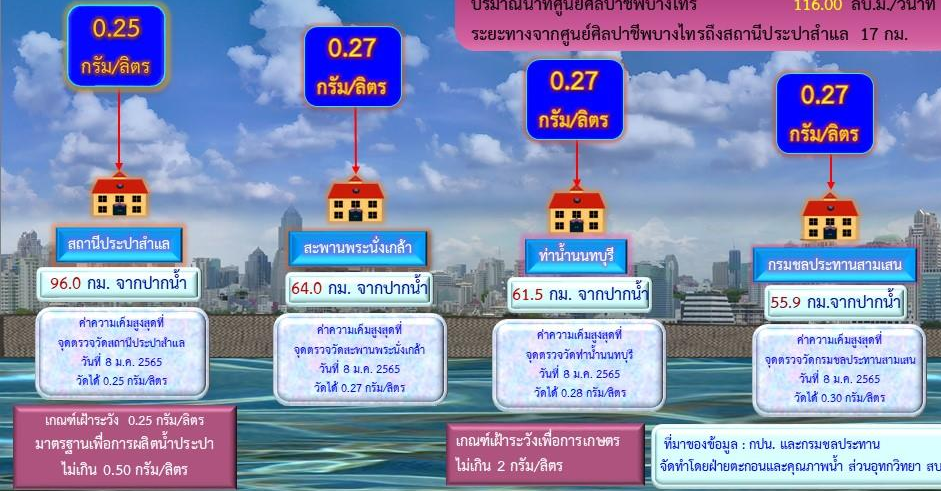 ปริมาณน้ำที่ศูนย์ศิลปาชีพบางไทร 116.00 ลบ.ม./วินาที
ระยะทางจากศูนย์ศิลปาชีพบางไทรถึงสถานีประปาสำแล 17 กม.
0.25
กรัม/ลิตร
0.27
กรัม/ลิตร
0.27
กรัม/ลิตร
0.27
กรัม/ลิตร
สถานีประปาสำแล
สะพานพระนั่งเกล้า
ท่าน้ำนนทบุรี
กรมชลประทานสามเสน
96.0 กม. จากปากน้ำ
64.0 กม. จากปากน้ำ
61.5 กม. จากปากน้ำ
55.9 กม.จากปากน้ำ
ค่าความเค็มสูงสุดที่
จุดตรวจวัดสถานีประปาสำแล
วันที่ 8 ม.ค. 2565
วัดได้ 0.25 กรัม/ลิตร
ค่าความเค็มสูงสุดที่
จุดตรวจวัดสะพานพระนั่งเกล้า
วันที่ 8 ม.ค. 2565
วัดได้ 0.27 กรัม/ลิตร
ค่าความเค็มสูงสุดที่
จุดตรวจวัดท่าน้ำนนทบุรี
วันที่ 8 ม.ค. 2565
วัดได้ 0.28 กรัม/ลิตร
ค่าความเค็มสูงสุดที่
จุดตรวจวัดกรมชลประทานสามเสน
วันที่ 8 ม.ค. 2565
วัดได้ 0.30 กรัม/ลิตร
เกณฑ์เฝ้าระวัง 0.25 กรัม/ลิตร
มาตรฐานเพื่อการผลิตน้ำประปา
ไม่เกิน 0.50 กรัม/ลิตร
เกณฑ์เฝ้าระวังเพื่อการเกษตร
ไม่เกิน 2 กรัม/ลิตร
ที่มาของข้อมูล : กปน. และกรมชลประทาน
จัดทำโดยฝ่ายตะกอนและคุณภาพน้ำ ส่วนอุทกวิทยา